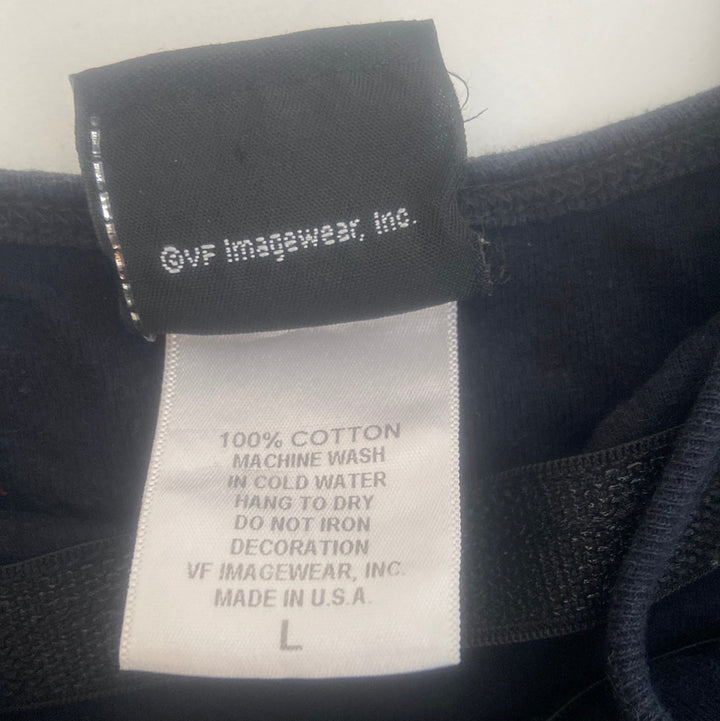 ©VF Imagewear, Inc.
100% COTTON
MACHINE WASH
IN COLD WATER
HANG TO DRY
DO NOT IRON
DECORATION
VF IMAGEWEAR, INC.
MADE IN U.S.A.
L